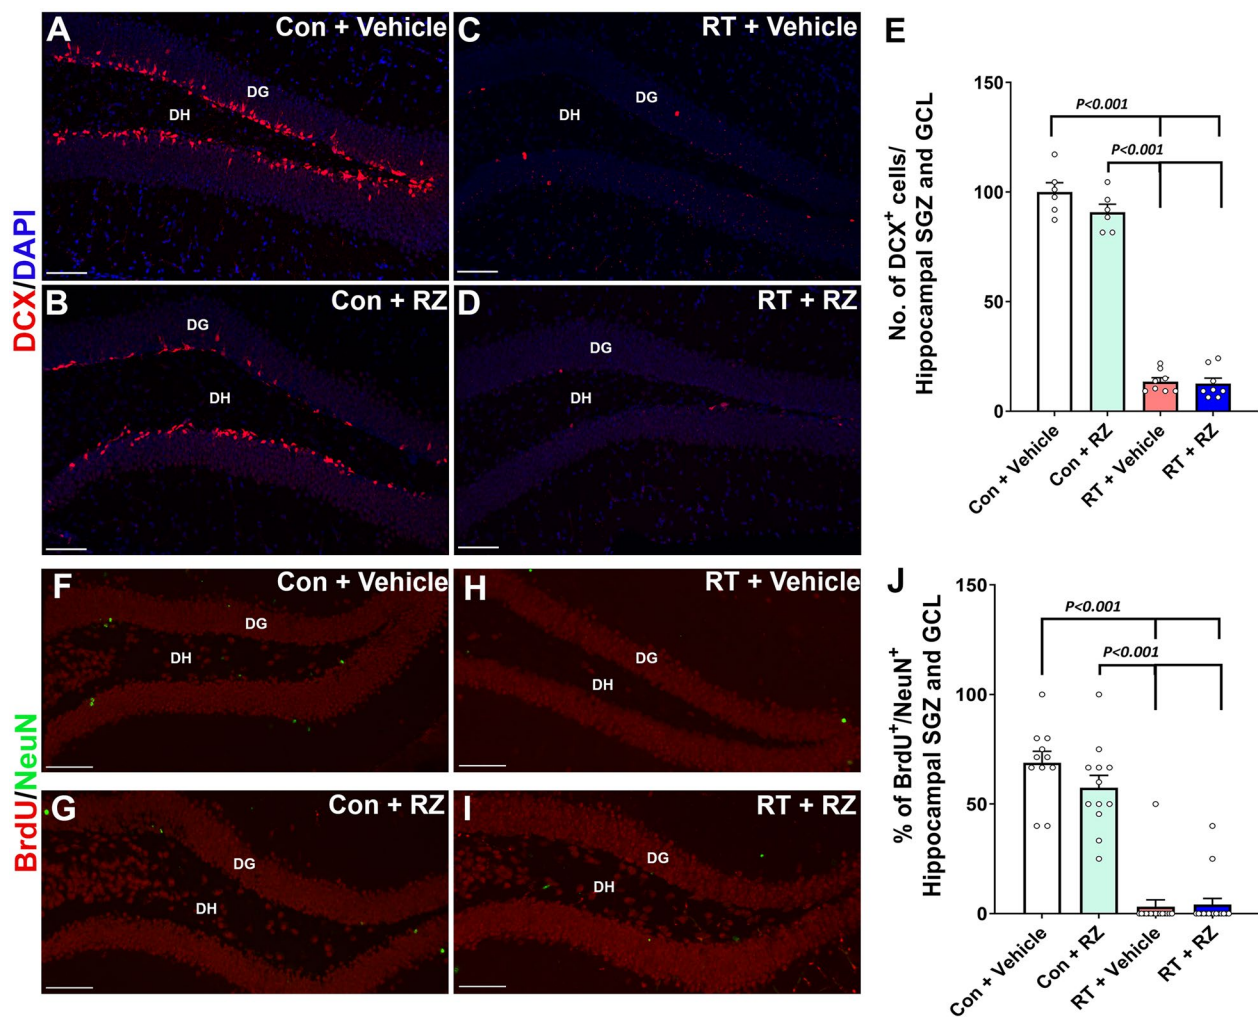 A
Con + Vehicle
DG
DH
C
RT + Vehicle
DG
DH
B
Con + RZ
DG
DH
D
RT + RZ
DG
DH
DCX/DAPI
E
No. of DCX+ cells/
Hippocampal SGZ and GCL
150
100
50
0
P<0.001
P<0.001
Con + Vehicle
Con + RZ
RT + Vehicle
RT + RZ
F
Con + Vehicle
DG
DH
H
RT + Vehicle
DG
DH
G
Con + RZ
DG
DH
I
RT + RZ
DG
DH
BrdU/NeuN
J
% of BrdU+/NeuN+
Hippocampal SGZ and GCL
150
100
50
0
P<0.001
P<0.001
Con + Vehicle
Con + RZ
RT + Vehicle
RT + RZ